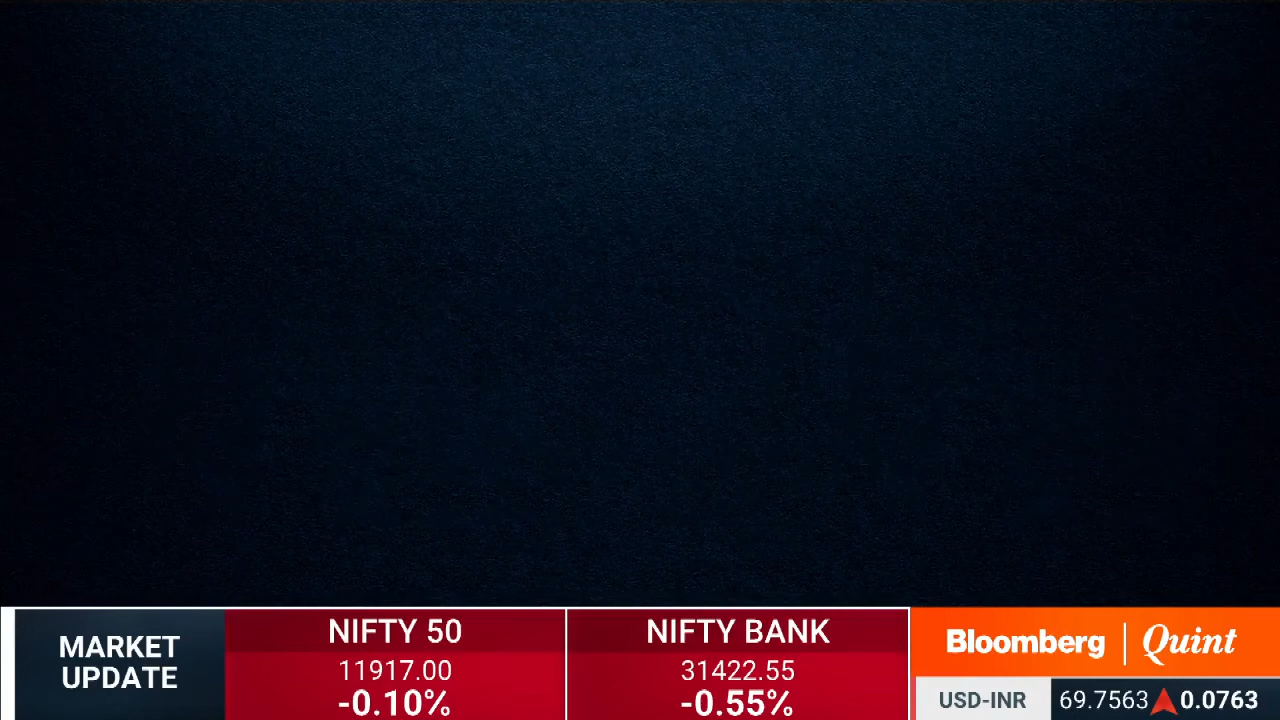 MARKET
UPDATE
NIFTY 50
11917.00
-0.10%
NIFTY BANK
31422.55
-0.55%
Bloomberg | Quint
USD-INR 69.7563 0.0763